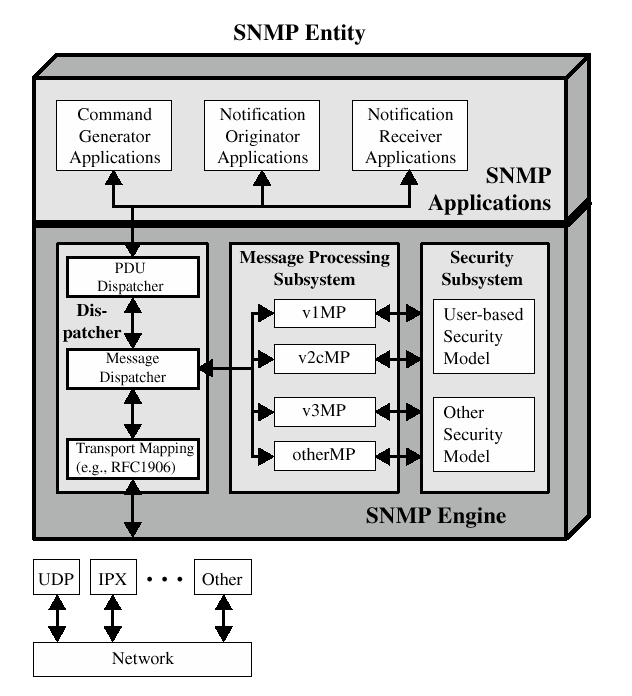 SNMP Entity
Command
Generator
Applications
Notification
Originator
Applications
Notification
Receiver
Applications
SNMP
Applications
PDU
Dispatcher
Dis-
patcher
Message
Dispatcher
Transport Mapping
(e.g., RFC1906)
Message Processing
Subsystem
v1MP
v2cMP
v3MP
otherMP
Security
Subsystem
User-based
Security
Model
Other
Security
Model
SNMP Engine
UDP
IPX
• • •
Other
Network